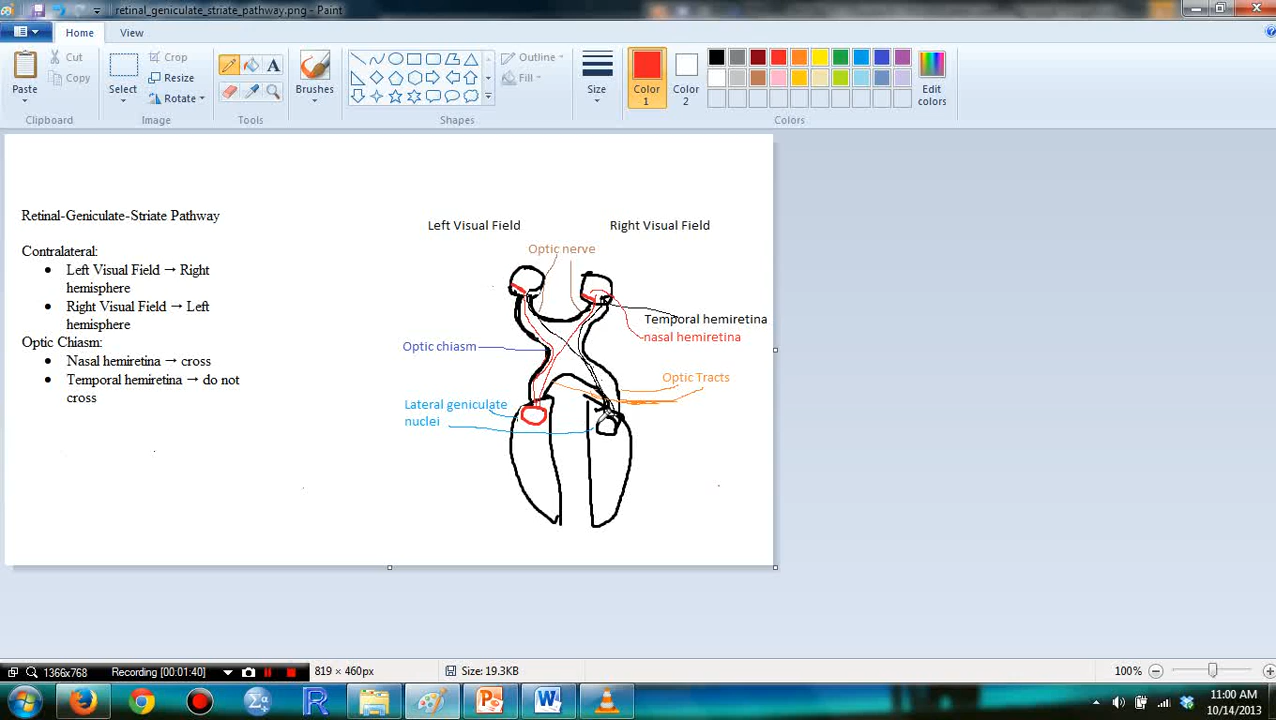 retinal_geniculate_striate_pathway.png - Paint
Home
View
Paste
Cut
Copy
Clipboard
Select
Crop
Resize
Rotate
Image
A
Tools
Brushes
Outline
Fill
Shapes
Size
Color 1
Color 2
Edit colors
Colors
Retinal-Geniculate-Striate Pathway
Contralateral:
• Left Visual Field → Right
hemisphere
• Right Visual Field → Left
hemisphere
Optic Chiasm:
• Nasal hemiretina → cross
• Temporal hemiretina → do not
cross
Left Visual Field
Right Visual Field
Optic nerve
Temporal hemiretina
nasal hemiretina
Optic chiasm
Optic Tracts
Lateral geniculate
nuclei
1366x768
Recording [00:01:40]
819 × 460px
Size: 19.3KB
100%
11:00 AM
10/14/2013